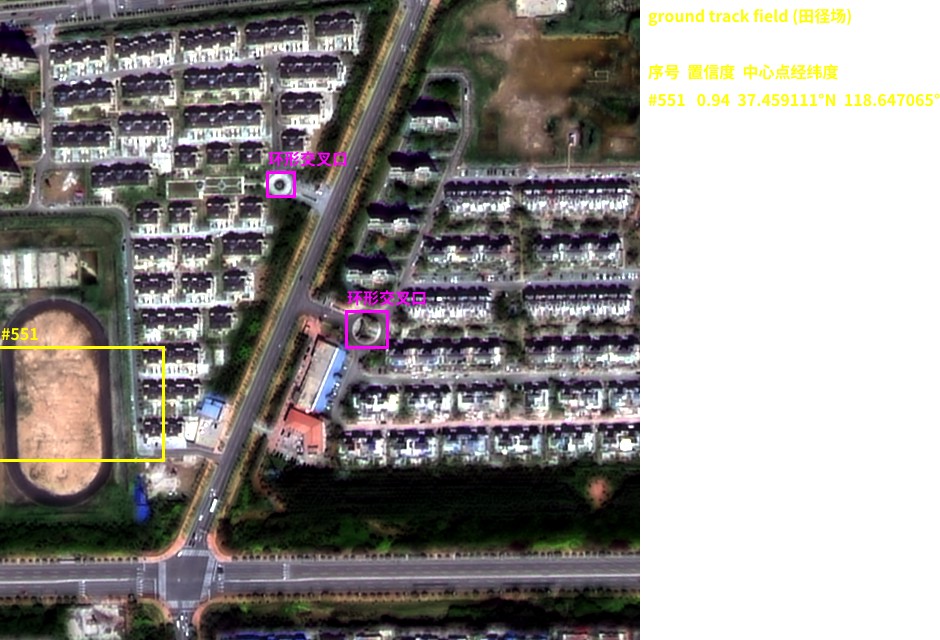 ground track field (田径场)
序号 置信度 中心点经纬度
#551 0.94 37.459111°N 118.647065°
环形交叉口
环形交叉口
#551